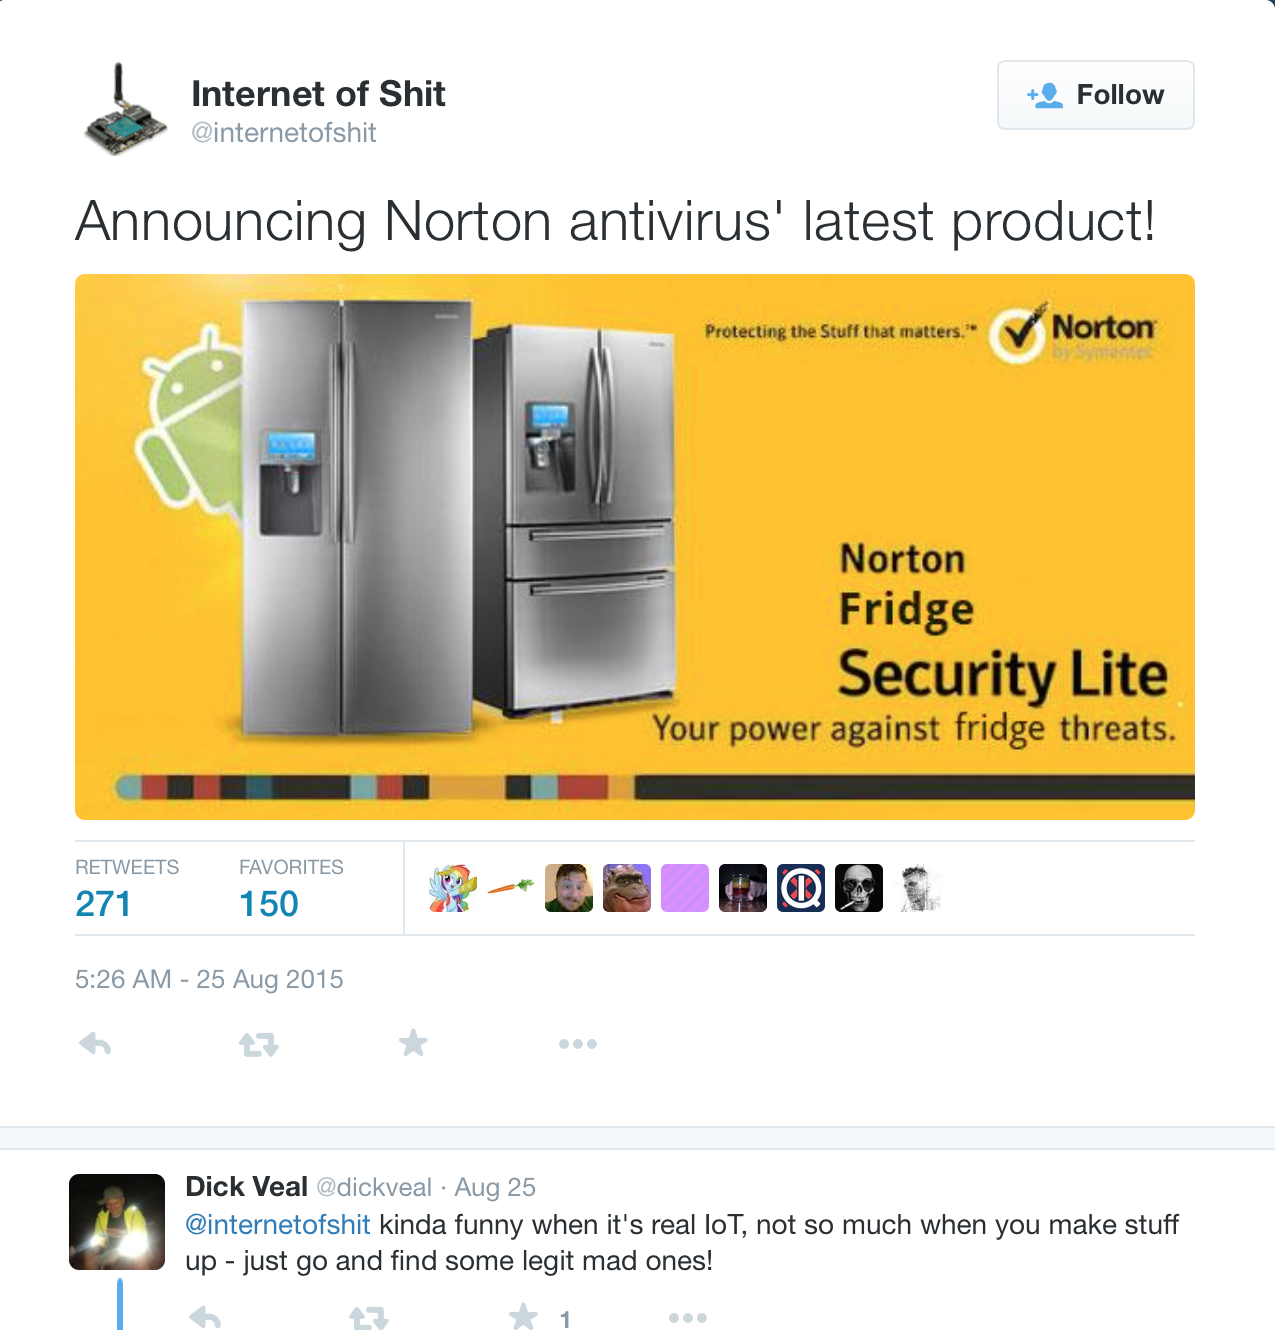 Internet of Shit
@internetofshit
Follow
Announcing Norton antivirus' latest product!
Protecting the Stuff that matters.™
Norton
by Symantec
Norton
Fridge
Security Lite
Your power against fridge threats.
RETWEETS
FAVORITES
271
150
5:26 AM - 25 Aug 2015
Dick Veal @dickveal · Aug 25
@internetofshit kinda funny when it's real IoT, not so much when you make stuff
up - just go and find some legit mad ones!
1